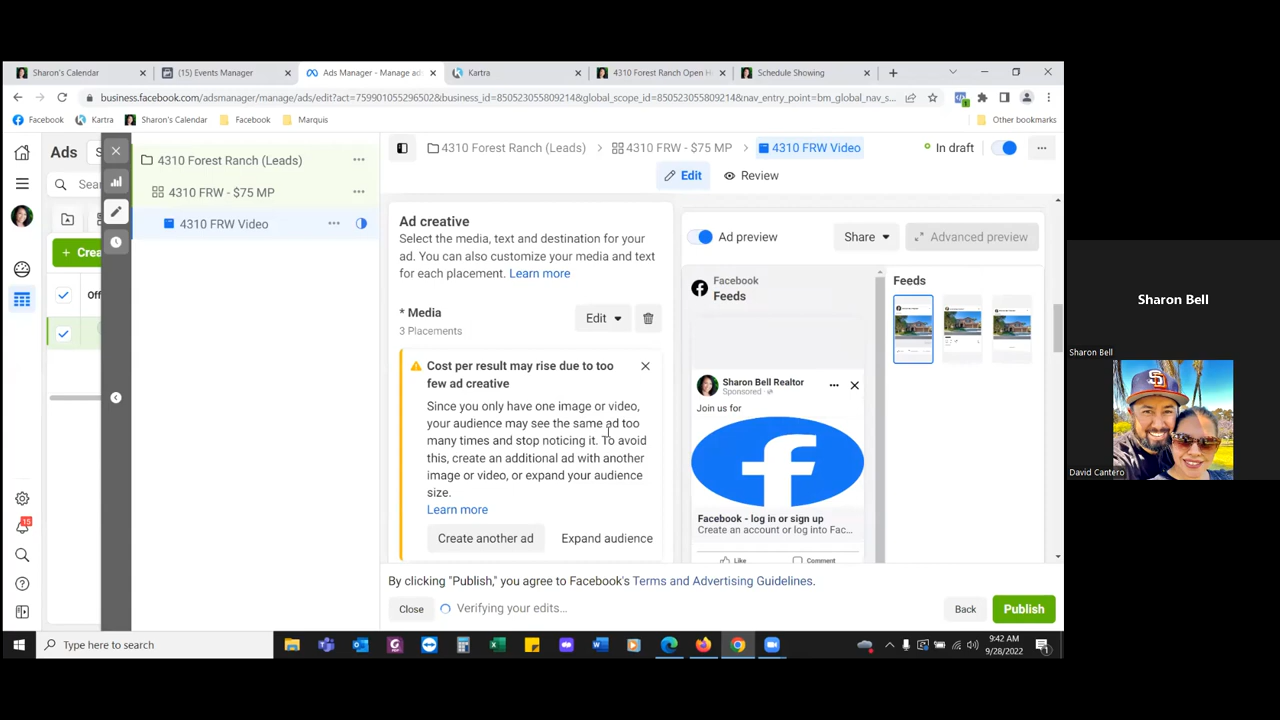 Sharon's Calendar
(15) Events Manager
Ads Manager - Manage ad
Kartra
4310 Forest Ranch Open H
Schedule Showing
business.facebook.com/adsmanager/manage/ads/edit?act=759901055296502&business_id=850523055809214&global_scope_id=850523055809214&nav_entry_point=bm_global_nav_s...
Facebook
Kartra
Sharon's Calendar
Facebook
Marquis
Other bookmarks
Ads
S
Sea
+ Crea
Off
15
4310 Forest Ranch (Leads)
4310 FRW - $75 MP
4310 FRW Video
4310 Forest Ranch (Leads) > 4310 FRW - $75 MP > 4310 FRW Video
In draft
Edit
Review
Ad creative
Select the media, text and destination for your
ad. You can also customize your media and text
for each placement. Learn more
* Media
3 Placements
Edit
Cost per result may rise due to too
few ad creative
Since you only have one image or video,
your audience may see the same ad too
many times and stop noticing it. To avoid
this, create an additional ad with another
image or video, or expand your audience
size.
Learn more
Create another ad
Expand audience
Ad preview
Share
Advanced preview
Facebook
Feeds
Sharon Bell Realtor
Sponsored ·
Join us for
Facebook - log in or sign up
Create an account or log into Fac...
Like
Comment
Feeds
By clicking "Publish," you agree to Facebook's Terms and Advertising Guidelines.
Close
Verifying your edits...
Back
Publish
Type here to search
9:42 AM
9/28/2022
Sharon Bell
Sharon Bell
David Cantero